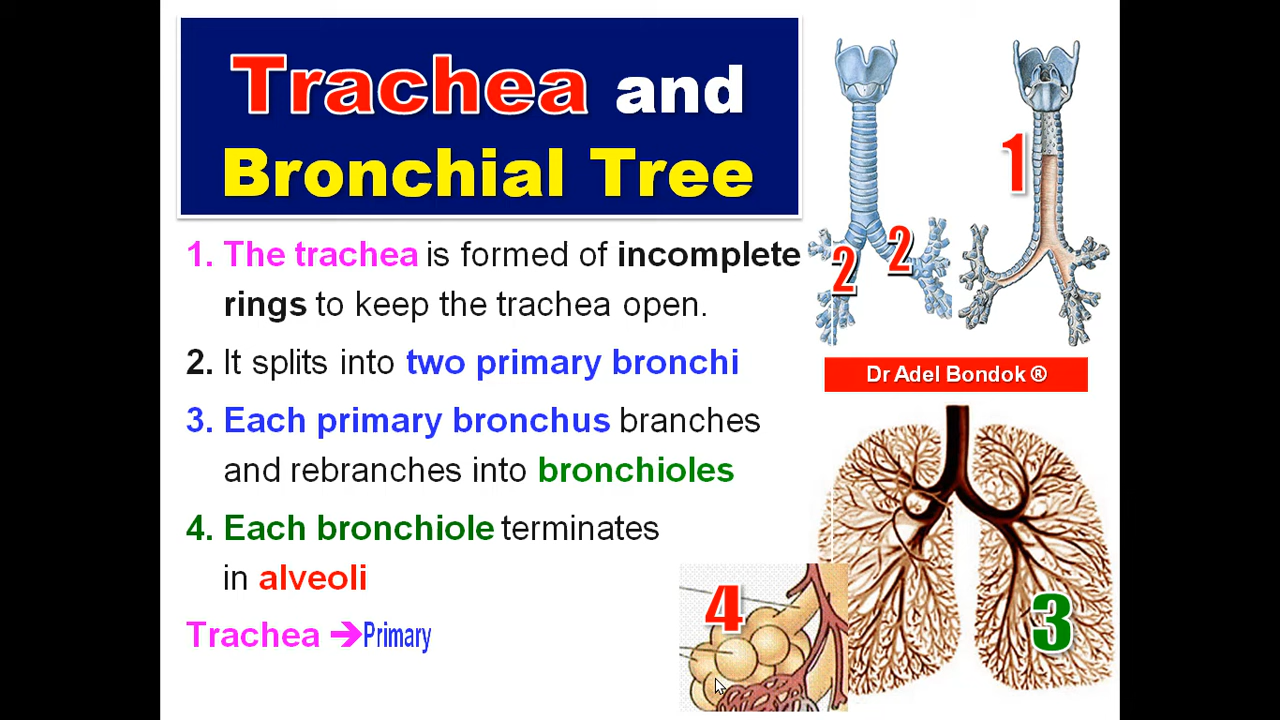 Trachea and
Bronchial Tree
1. The trachea is formed of incomplete
rings to keep the trachea open.
2. It splits into two primary bronchi
3. Each primary bronchus branches
and rebranches into bronchioles
4. Each bronchiole terminates
in alveoli
Trachea ➔Primary
1
2 2
Dr Adel Bondok ®
4
3